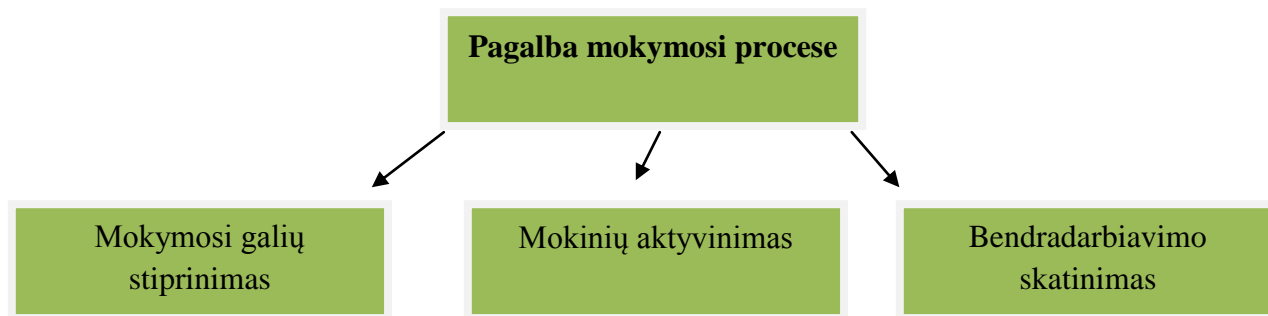 Pagalba mokymosi procese
Mokymosi galių
stiprinimas
Mokinių aktyvinimas
Bendradarbiavimo
skatinimas